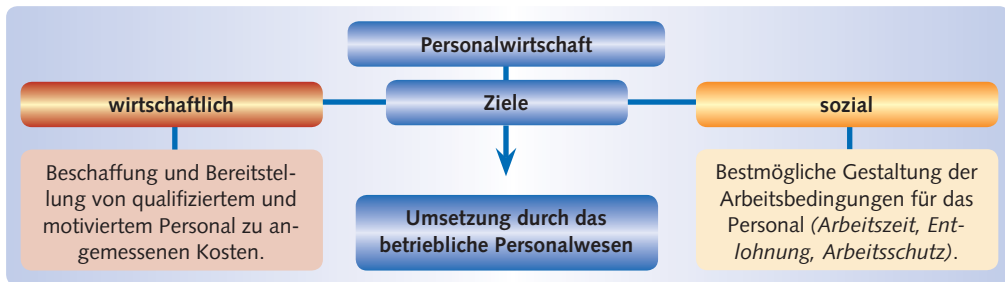 Personalwirtschaft
wirtschaftlich
Ziele
sozial
Beschaffung und Bereitstel-
lung von qualifiziertem und
motiviertem Personal zu an-
gemessenen Kosten.
Umsetzung durch das
betriebliche Personalwesen
Bestmögliche Gestaltung der
Arbeitsbedingungen für das
Personal (Arbeitszeit, Ent-
lohnung, Arbeitsschutz).